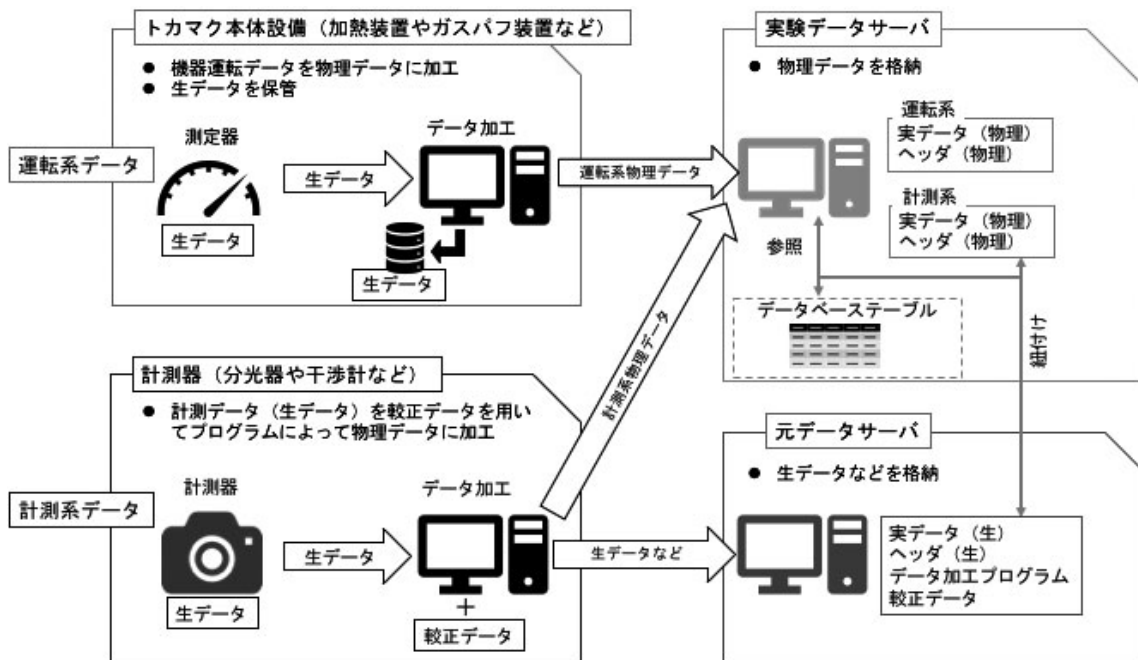 トカマク本体設備（加熱装置やガスパフ装置など）
● 機器運転データを物理データに加工
● 生データを保管
運転系データ
測定器
生データ
生データ
データ加工
生データ
運転系物理データ
実験データサーバ
● 物理データを格納
運転系
実データ（物理）
ヘッダ（物理）
計測系
実データ（物理）
ヘッダ（物理）
参照
データベーステーブル
紐付け
計測系物理データ
計測器（分光器や干渉計など）
● 計測データ（生データ）を較正データを用い
てプログラムによって物理データに加工
計測系データ
計測器
生データ
生データ
データ加工
+
較正データ
生データなど
元データサーバ
● 生データなどを格納
実データ（生）
ヘッダ（生）
データ加工プログラム
較正データ